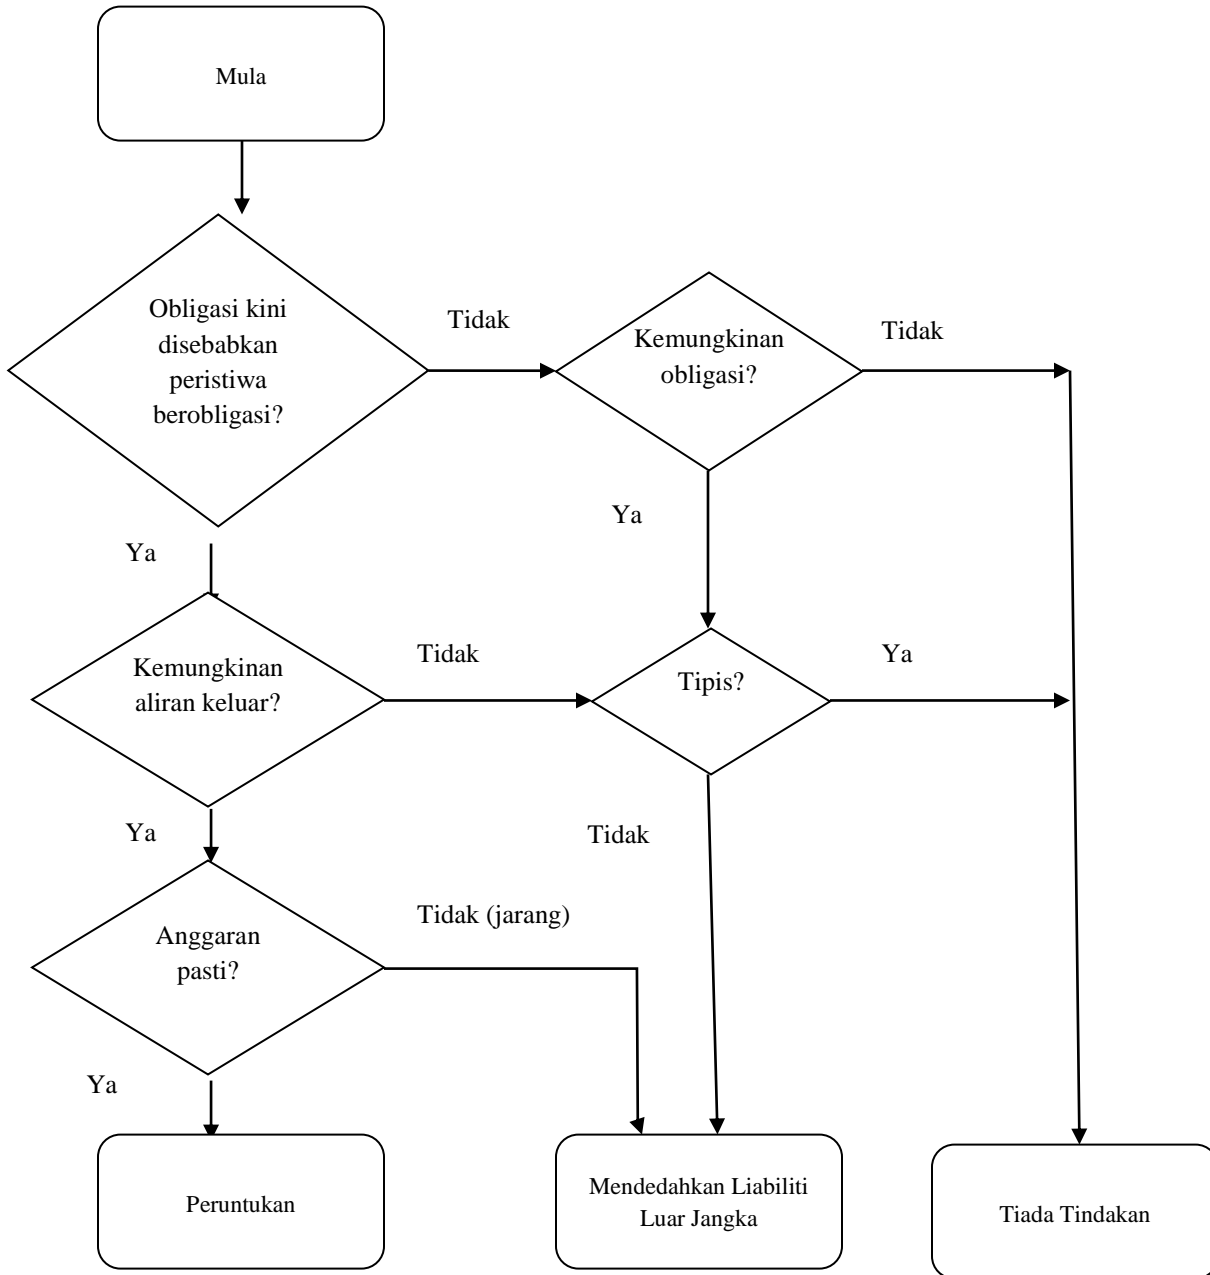 Mula
Obligasi kini
disebabkan
peristiwa
berobligasi?
Tidak
Kemungkinan
obligasi?
Tidak
Ya
Ya
Kemungkinan
aliran keluar?
Tidak
Tipis?
Ya
Ya
Tidak
Anggaran
pasti?
Tidak (jarang)
Ya
Peruntukan
Mendedahkan Liabiliti
Luar Jangka
Tiada Tindakan